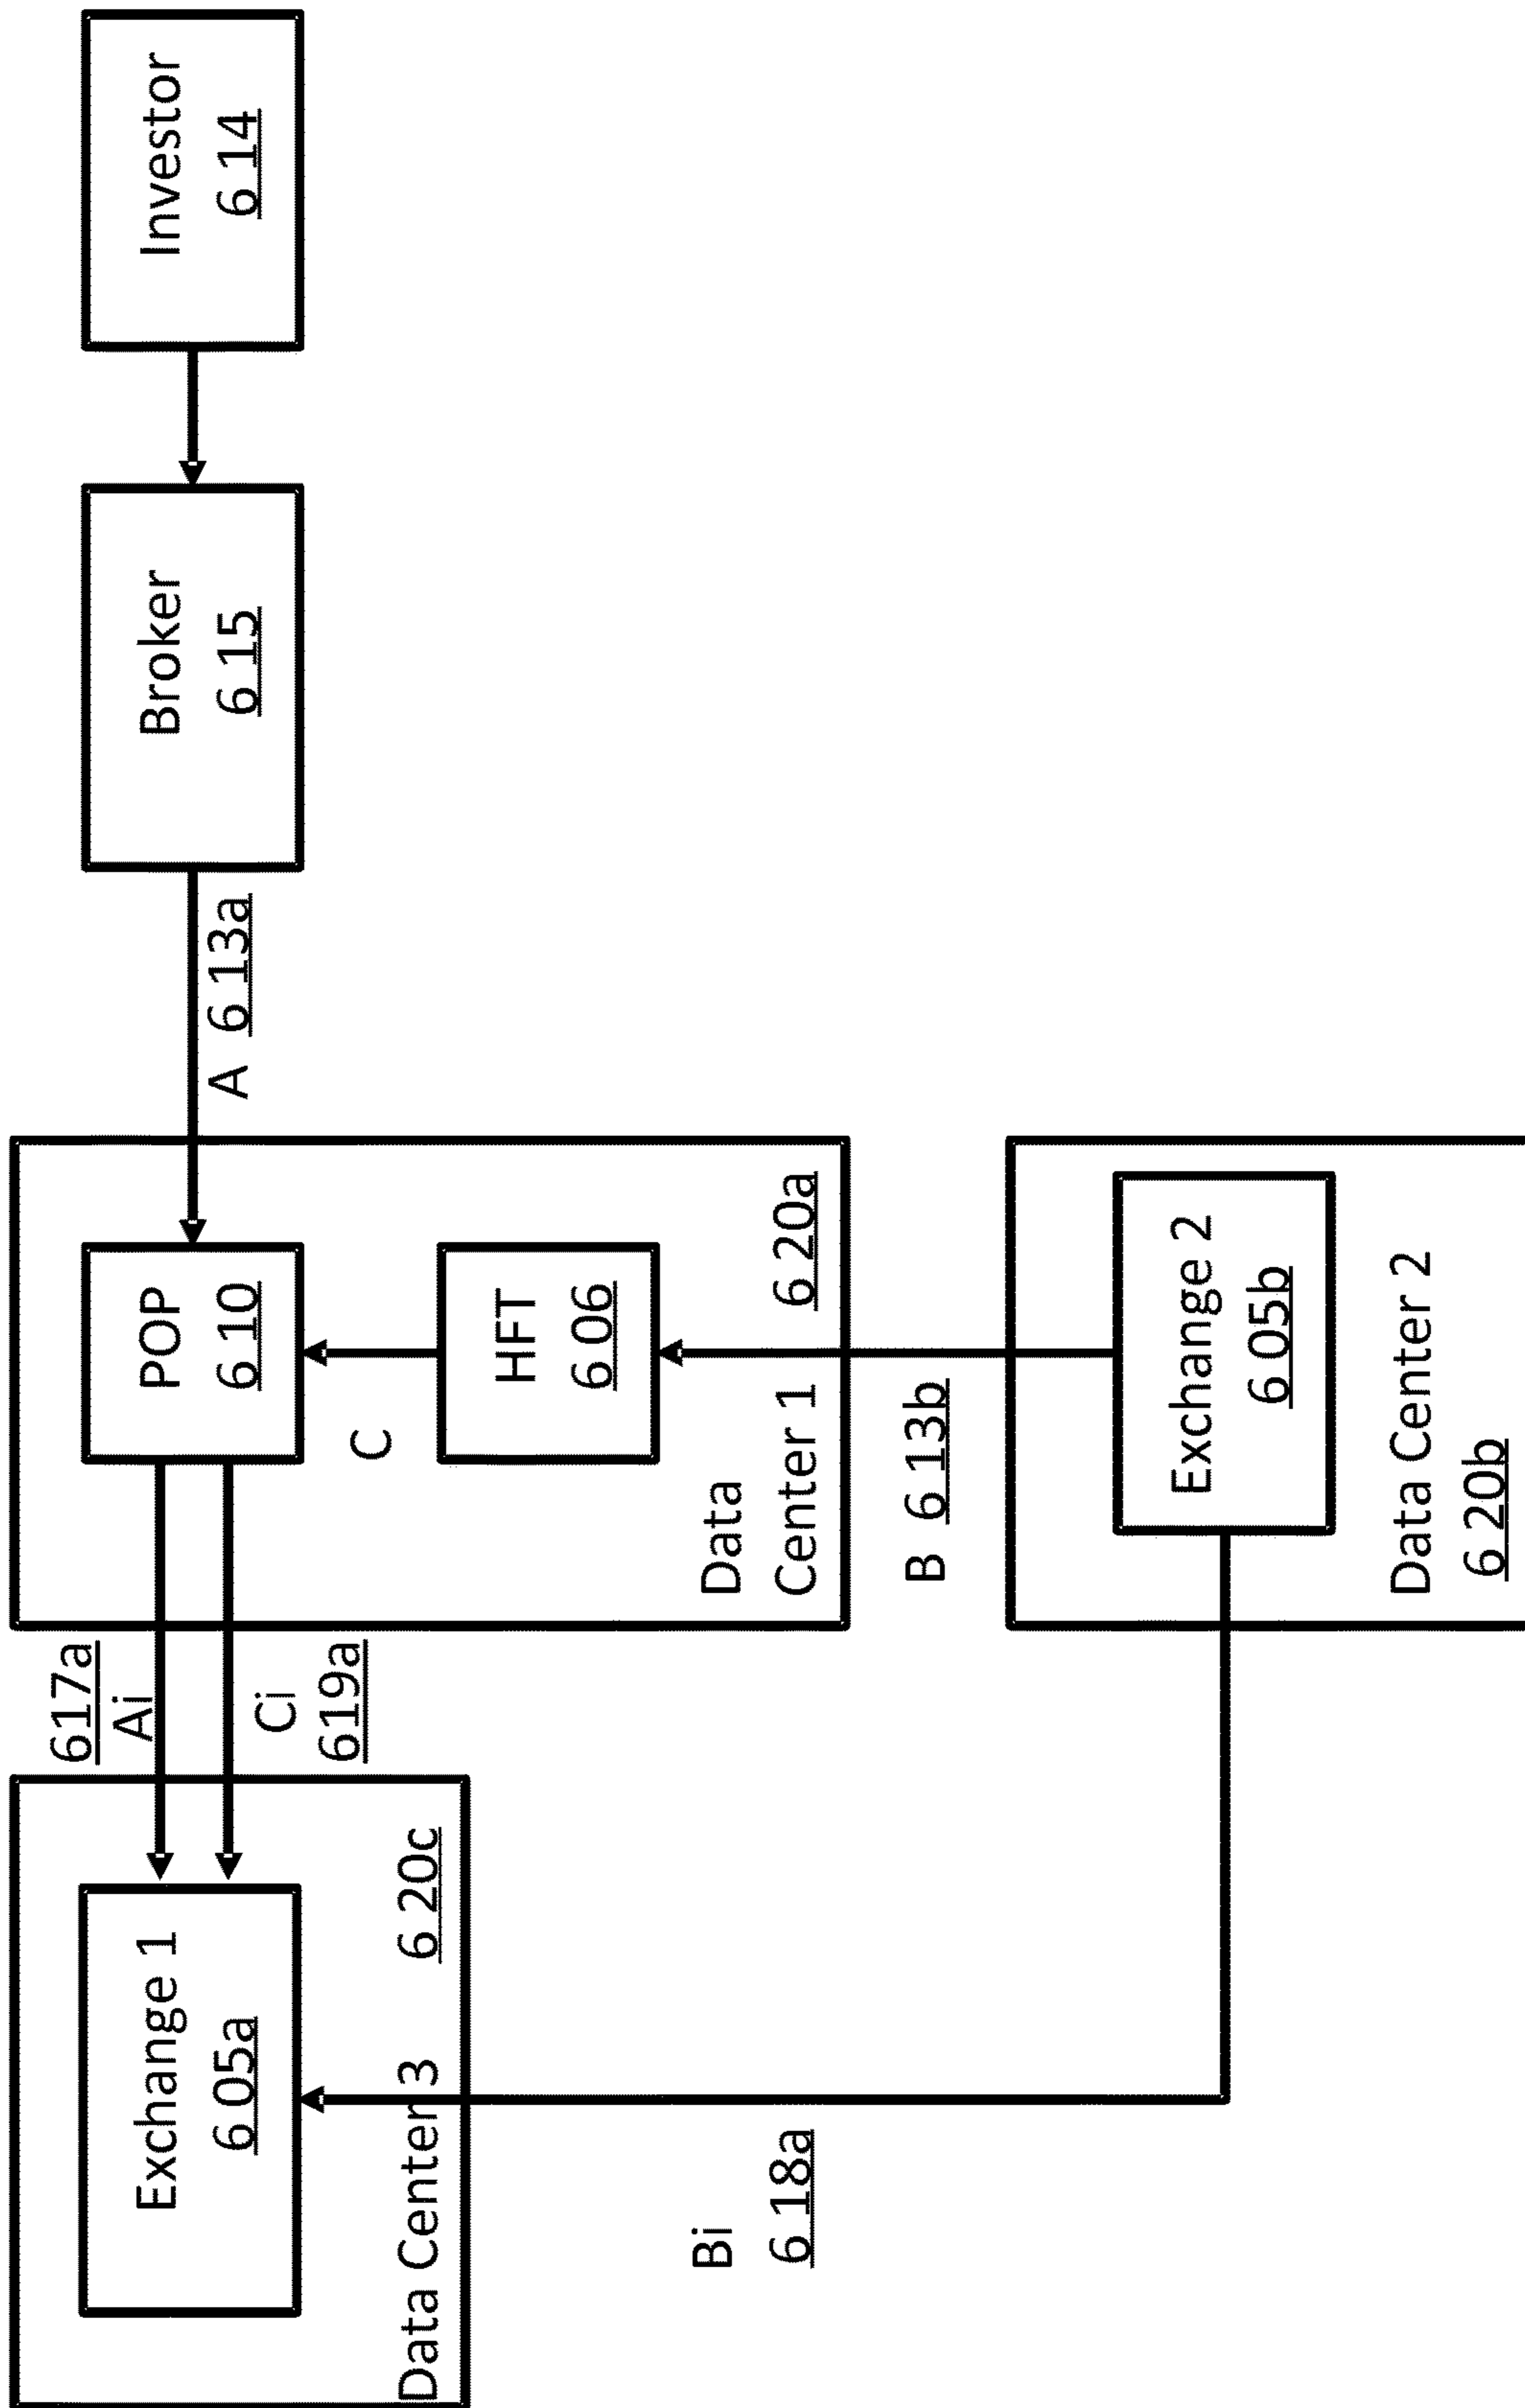 Exchange 1
6 05a
Data Center 3 6 20c
617a
Ai
Ci
619a
POP
6 10
C
HFT
6 06
Data
Center 1 6 20a
A 6 13a
Broker
6 15
Investor
6 14
Bi
6 18a
B 6 13b
Exchange 2
6 05b
Data Center 2
6 20b